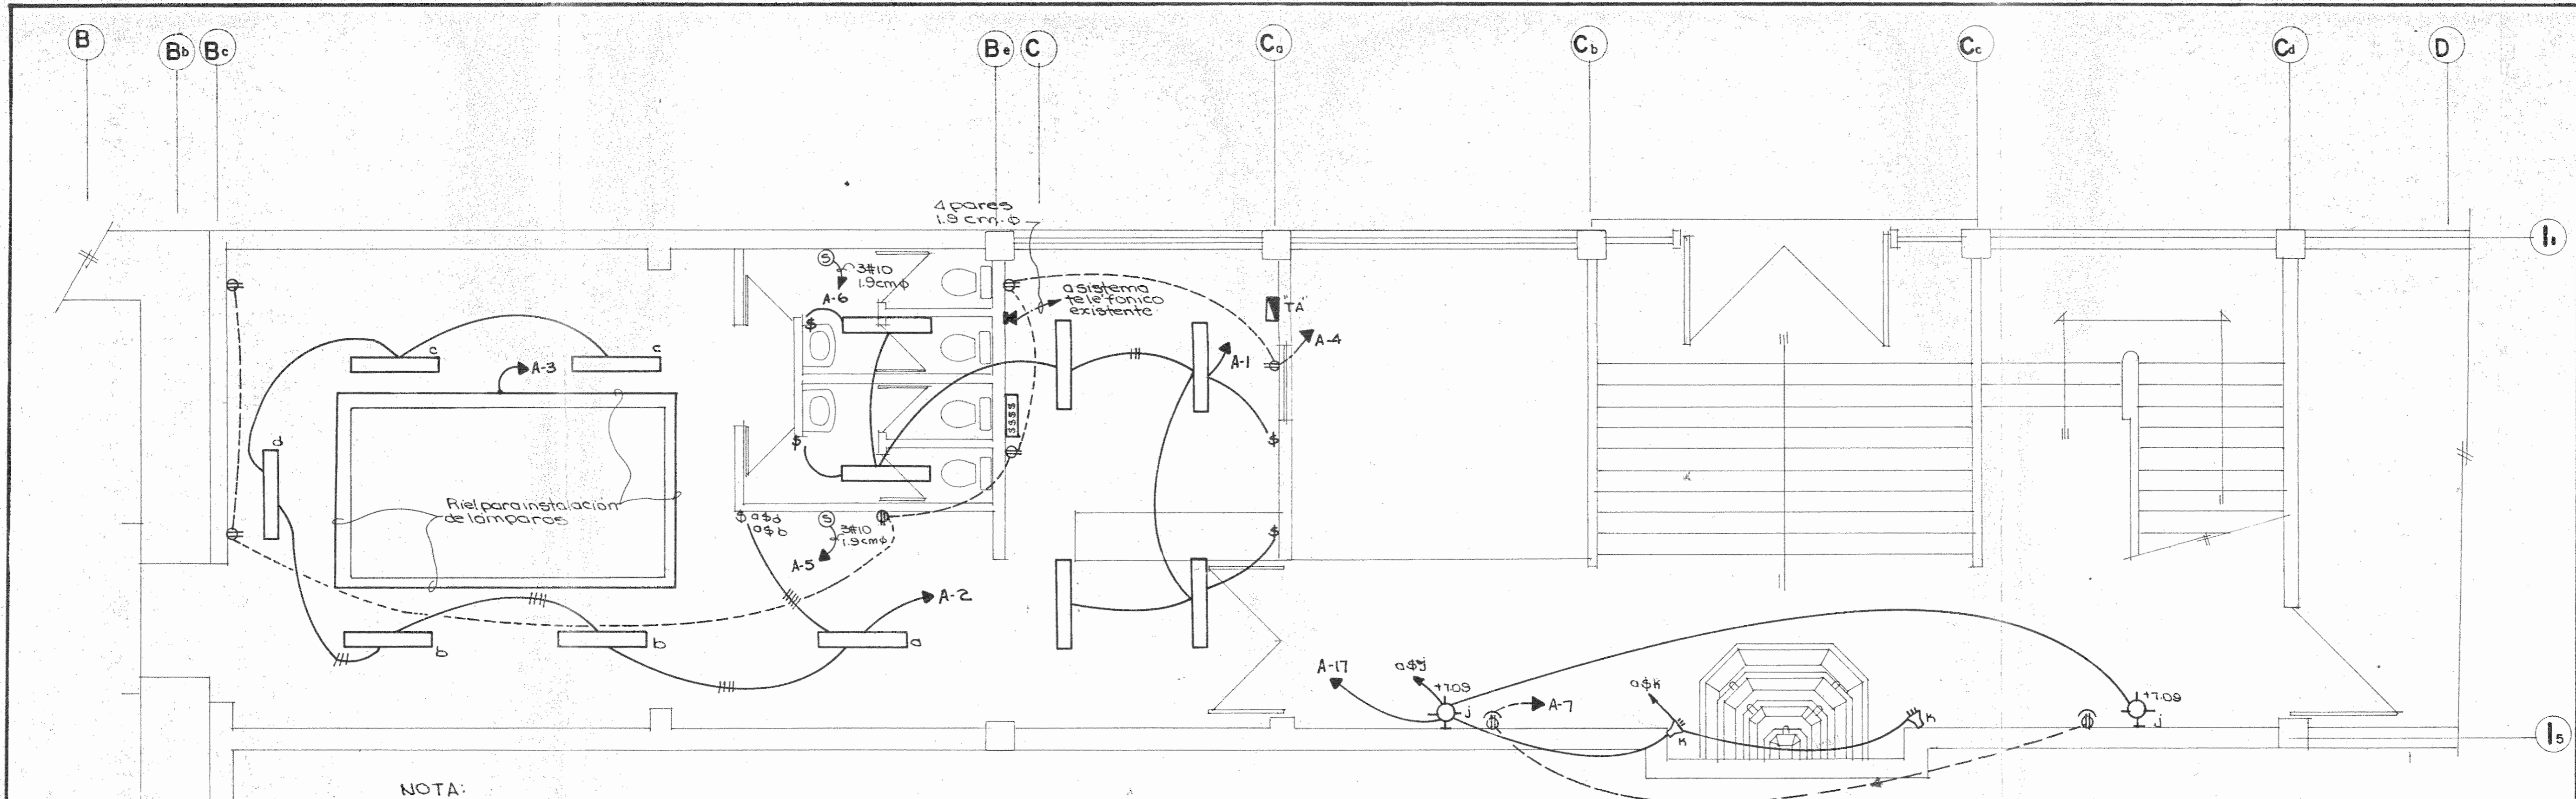 B
Bb
Bc
Be
C
Ca
Cb
Cc
Cd
D
4 pares
1.9 cm.φ
I1
S
3#10
1.9cmφ
A-6
a sistema
telefónico
existente
"TA"
A-4
$
c
c
A-3
A-1
d
$$$$
$
$
Riel para instalación
de lámparas
$ a$d
a$b
S
3#10
1.9cmφ
A-5
$
A-2
b
b
a
A-17
a$j
+7.09
j
A-7
a$k
k
k
+7.09
j
I5
NOTA: